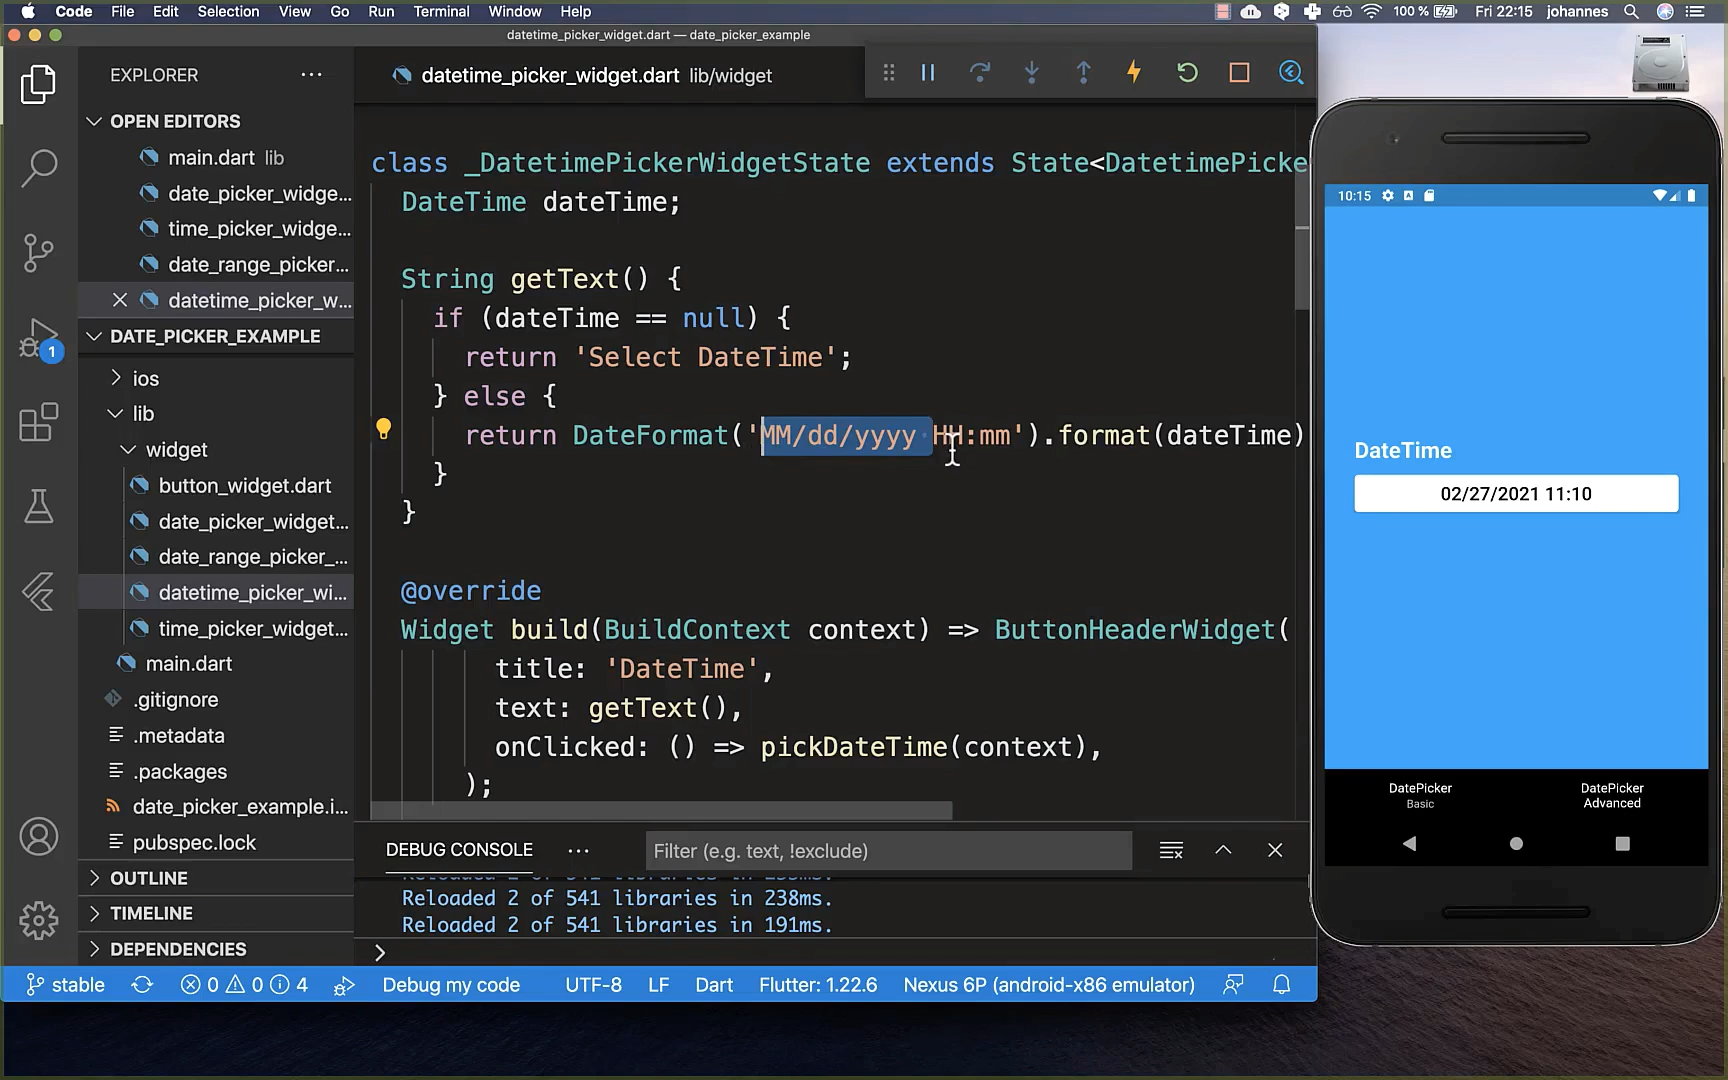 Code File Edit Selection View Go Run Terminal Window Help
100 % Fri 22:15 johannes
datetime_picker_widget.dart — date_picker_example
EXPLORER
OPEN EDITORS
main.dart lib
date_picker_widge...
time_picker_widge...
date_range_picker...
datetime_picker_w...
DATE_PICKER_EXAMPLE
ios
lib
widget
button_widget.dart
date_picker_widget...
date_range_picker_...
datetime_picker_wi...
time_picker_widget...
main.dart
.gitignore
.metadata
.packages
date_picker_example.i...
pubspec.lock
OUTLINE
TIMELINE
DEPENDENCIES
1
datetime_picker_widget.dart lib/widget
class _DatetimePickerWidgetState extends State<DatetimePicke
DateTime dateTime;
String getText() {
if (dateTime == null) {
return 'Select DateTime';
} else {
return DateFormat('MM/dd/yyyy HH:mm').format(dateTime)
}
}
@override
Widget build(BuildContext context) => ButtonHeaderWidget(
title: 'DateTime',
text: getText(),
onClicked: () => pickDateTime(context),
);
DEBUG CONSOLE
Filter (e.g. text, !exclude)
Reloaded 2 of 541 libraries in 238ms.
Reloaded 2 of 541 libraries in 191ms.
>
stable 0 0 4 Debug my code UTF-8 LF Dart Flutter: 1.22.6 Nexus 6P (android-x86 emulator)
10:15
DateTime
02/27/2021 11:10
DatePicker
Basic
DatePicker
Advanced